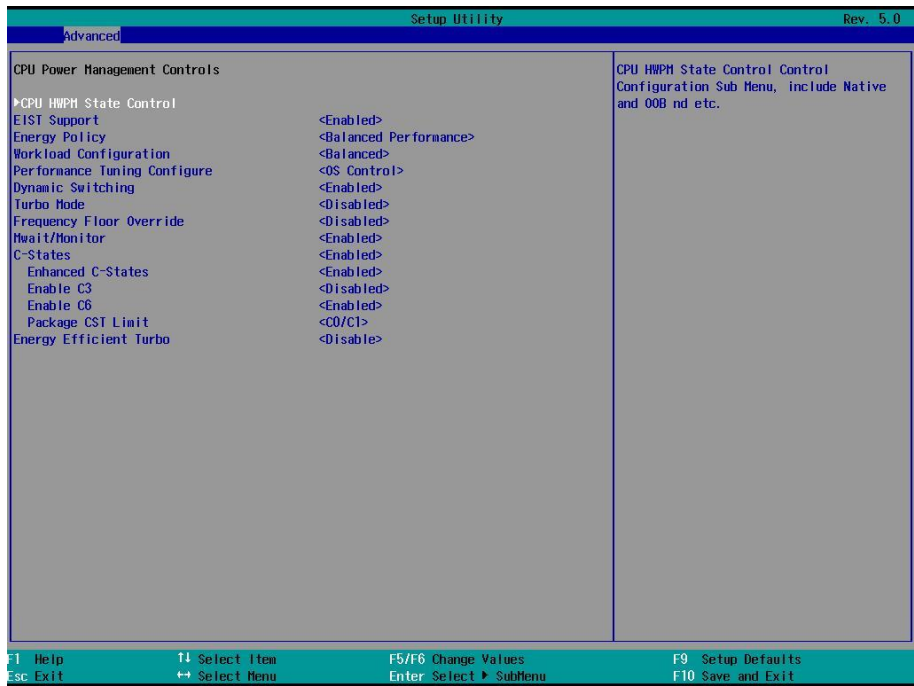 Setup Utility Rev. 5.0
Advanced
CPU Power Management Controls
▶CPU HWPM State Control
EIST Support <Enabled>
Energy Policy <Balanced Performance>
Workload Configuration <Balanced>
Performance Tuning Configure <OS Control>
Dynamic Switching <Enabled>
Turbo Mode <Disabled>
Frequency Floor Override <Disabled>
Mwait/Monitor <Enabled>
C-States <Enabled>
Enhanced C-States <Enabled>
Enable C3 <Disabled>
Enable C6 <Enabled>
Package CST Limit <C0/C1>
Energy Efficient Turbo <Disable>
CPU HWPM State Control Control
Configuration Sub Menu, include Native
and OOB nd etc.
F1 Help ↑↓ Select Item F5/F6 Change Values F9 Setup Defaults
Esc Exit ↔ Select Menu Enter Select ▶ SubMenu F10 Save and Exit